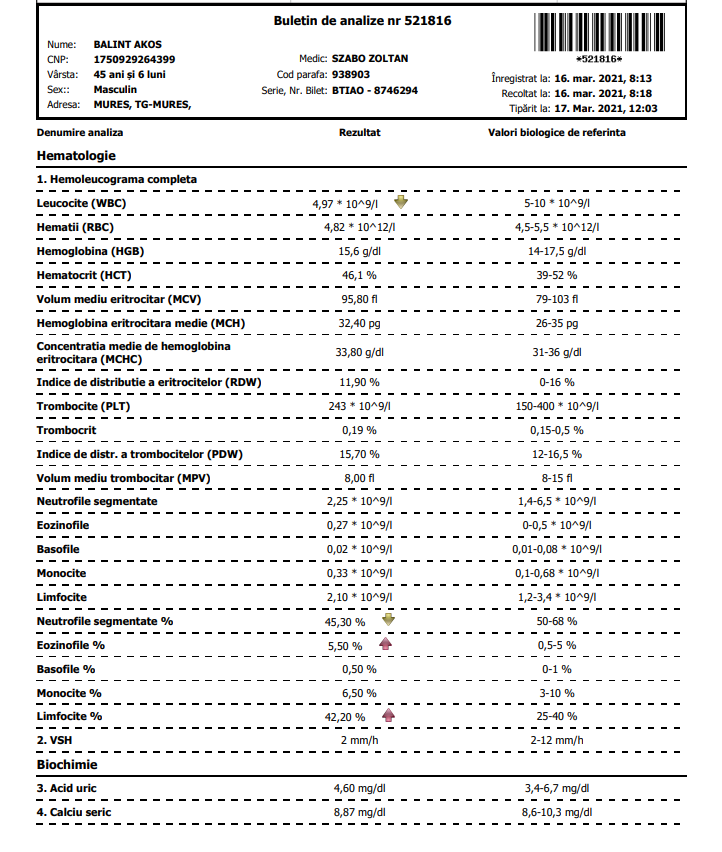 Buletin de analize nr 521816
*521816*
Nume: BALINT AKOS
CNP: 1750929264399
Vârsta: 45 ani și 6 luni
Sex:: Masculin
Adresa: MURES, TG-MURES,
Medic: SZABO ZOLTAN
Cod parafa: 938903
Serie, Nr. Bilet: BTIAO - 8746294
Înregistrat la: 16. mar. 2021, 8:13
Recoltat la: 16. mar. 2021, 8:18
Tipărit la: 17. Mar. 2021, 12:03
Denumire analiza Rezultat Valori biologice de referinta
Hematologie
1. Hemoleucograma completa
Leucocite (WBC) 4,97 * 10^9/l 5-10 * 10^9/l
Hematii (RBC) 4,82 * 10^12/l 4,5-5,5 * 10^12/l
Hemoglobina (HGB) 15,6 g/dl 14-17,5 g/dl
Hematocrit (HCT) 46,1 % 39-52 %
Volum mediu eritrocitar (MCV) 95,80 fl 79-103 fl
Hemoglobina eritrocitara medie (MCH) 32,40 pg 26-35 pg
Concentratia medie de hemoglobina
eritrocitara (MCHC) 33,80 g/dl 31-36 g/dl
Indice de distributie a eritrocitelor (RDW) 11,90 % 0-16 %
Trombocite (PLT) 243 * 10^9/l 150-400 * 10^9/l
Trombocrit 0,19 % 0,15-0,5 %
Indice de distr. a trombocitelor (PDW) 15,70 % 12-16,5 %
Volum mediu trombocitar (MPV) 8,00 fl 8-15 fl
Neutrofile segmentate 2,25 * 10^9/l 1,4-6,5 * 10^9/l
Eozinofile 0,27 * 10^9/l 0-0,5 * 10^9/l
Basofile 0,02 * 10^9/l 0,01-0,08 * 10^9/l
Monocite 0,33 * 10^9/l 0,1-0,68 * 10^9/l
Limfocite 2,10 * 10^9/l 1,2-3,4 * 10^9/l
Neutrofile segmentate % 45,30 % 50-68 %
Eozinofile % 5,50 % 0,5-5 %
Basofile % 0,50 % 0-1 %
Monocite % 6,50 % 3-10 %
Limfocite % 42,20 % 25-40 %
2. VSH 2 mm/h 2-12 mm/h
Biochimie
3. Acid uric 4,60 mg/dl 3,4-6,7 mg/dl
4. Calciu seric 8,87 mg/dl 8,6-10,3 mg/dl